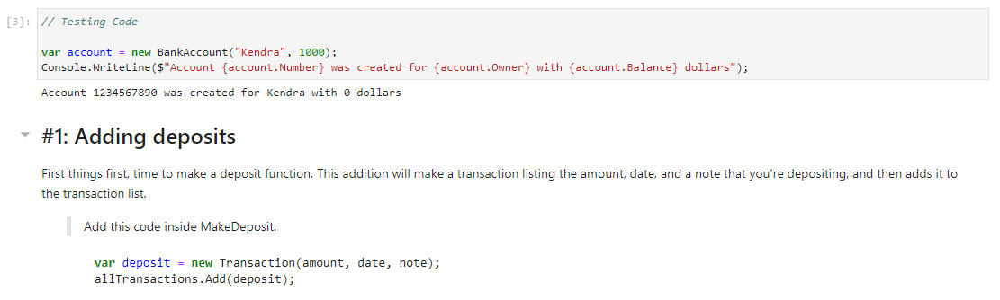 [3]: // Testing Code
var account = new BankAccount("Kendra", 1000);
Console.WriteLine($"Account {account.Number} was created for {account.Owner} with {account.Balance} dollars");
Account 1234567890 was created for Kendra with 0 dollars
#1: Adding deposits
First things first, time to make a deposit function. This addition will make a transaction listing the amount, date, and a note that you're depositing, and then adds it to
the transaction list.
Add this code inside MakeDeposit.
var deposit = new Transaction(amount, date, note);
allTransactions.Add(deposit);